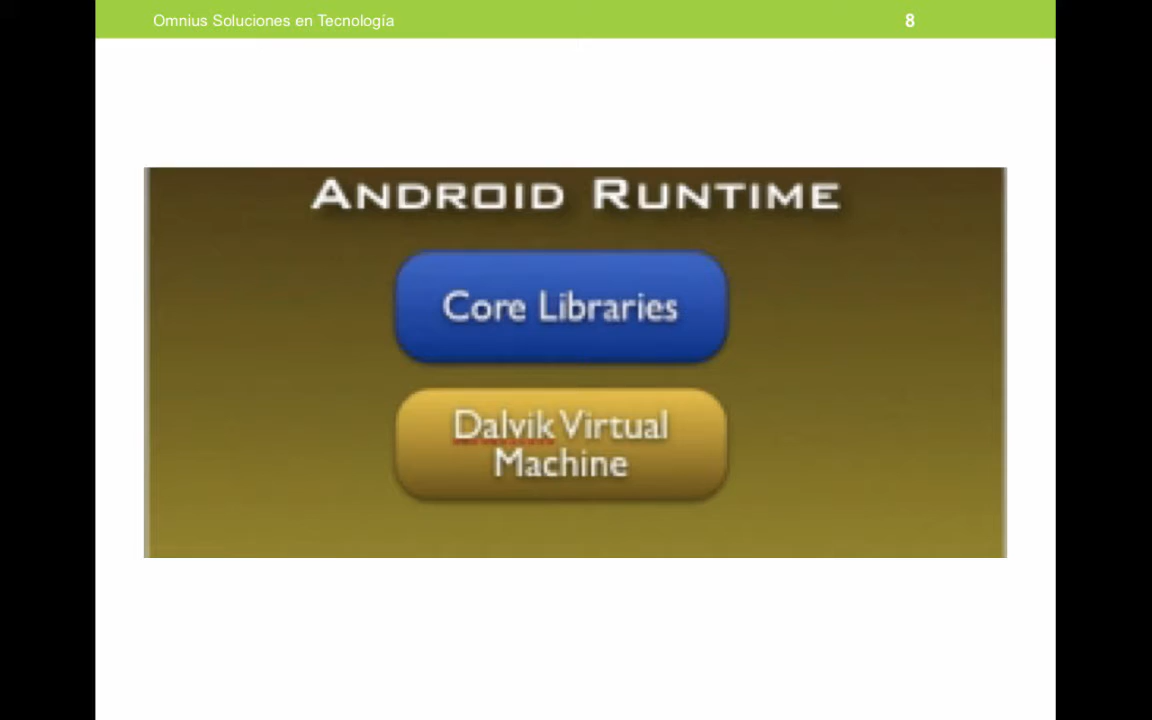 Omnius Soluciones en Tecnología
8
ANDROID RUNTIME
Core Libraries
Dalvik Virtual
Machine